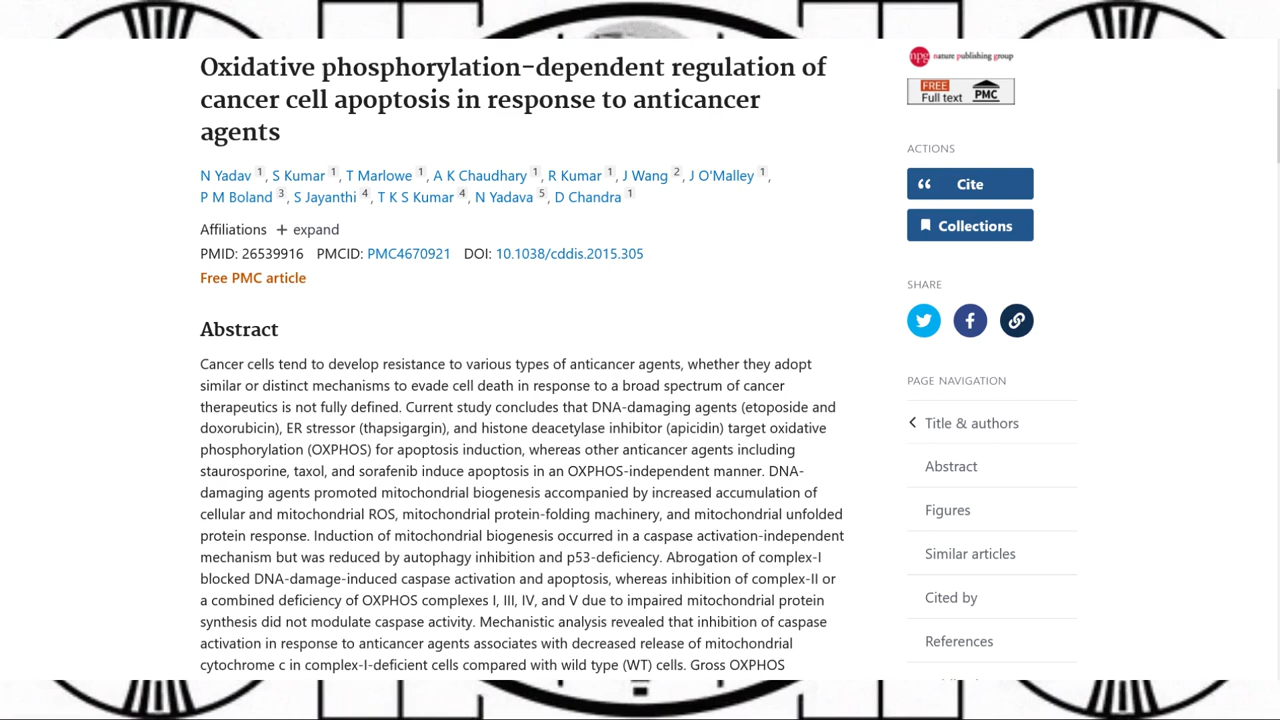 Oxidative phosphorylation-dependent regulation of
cancer cell apoptosis in response to anticancer
agents
N Yadav 1, S Kumar 1, T Marlowe 1, A K Chaudhary 1, R Kumar 1, J Wang 2, J O'Malley 1,
P M Boland 3, S Jayanthi 4, T K S Kumar 4, N Yadava 5, D Chandra 1
Affiliations + expand
PMID: 26539916 PMCID: PMC4670921 DOI: 10.1038/cddis.2015.305
Free PMC article
Abstract
Cancer cells tend to develop resistance to various types of anticancer agents, whether they adopt
similar or distinct mechanisms to evade cell death in response to a broad spectrum of cancer
therapeutics is not fully defined. Current study concludes that DNA-damaging agents (etoposide and
doxorubicin), ER stressor (thapsigargin), and histone deacetylase inhibitor (apicidin) target oxidative
phosphorylation (OXPHOS) for apoptosis induction, whereas other anticancer agents including
staurosporine, taxol, and sorafenib induce apoptosis in an OXPHOS-independent manner. DNA-
damaging agents promoted mitochondrial biogenesis accompanied by increased accumulation of
cellular and mitochondrial ROS, mitochondrial protein-folding machinery, and mitochondrial unfolded
protein response. Induction of mitochondrial biogenesis occurred in a caspase activation-independent
mechanism but was reduced by autophagy inhibition and p53-deficiency. Abrogation of complex-I
blocked DNA-damage-induced caspase activation and apoptosis, whereas inhibition of complex-II or
a combined deficiency of OXPHOS complexes I, III, IV, and V due to impaired mitochondrial protein
synthesis did not modulate caspase activity. Mechanistic analysis revealed that inhibition of caspase
activation in response to anticancer agents associates with decreased release of mitochondrial
cytochrome c in complex-I-deficient cells compared with wild type (WT) cells. Gross OXPHOS
npg nature publishing group
FREE
Full text PMC
ACTIONS
Cite
Collections
SHARE
PAGE NAVIGATION
Title & authors
Abstract
Figures
Similar articles
Cited by
References